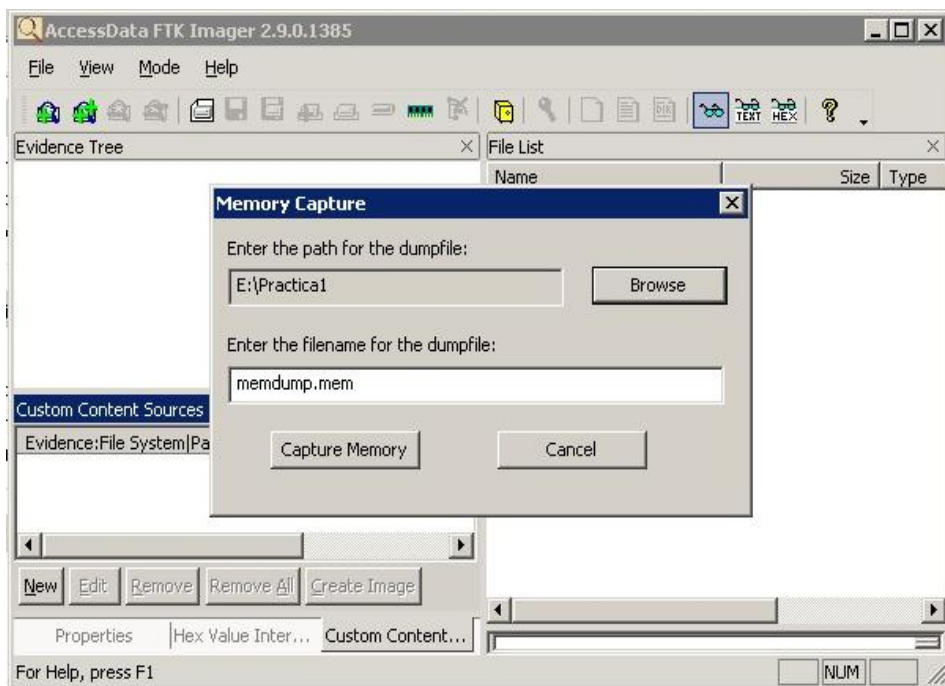 AccessData FTK Imager 2.9.0.1385
File View Mode Help
TEXT HEX
Evidence Tree
File List
Name Size Type
Memory Capture
Enter the path for the dumpfile:
E:\Practica1
Browse
Enter the filename for the dumpfile:
memdump.mem
Capture Memory Cancel
Custom Content Sources
Evidence:File System|Pa
New Edit Remove Remove All Create Image
Properties Hex Value Inter... Custom Content...
For Help, press F1
NUM